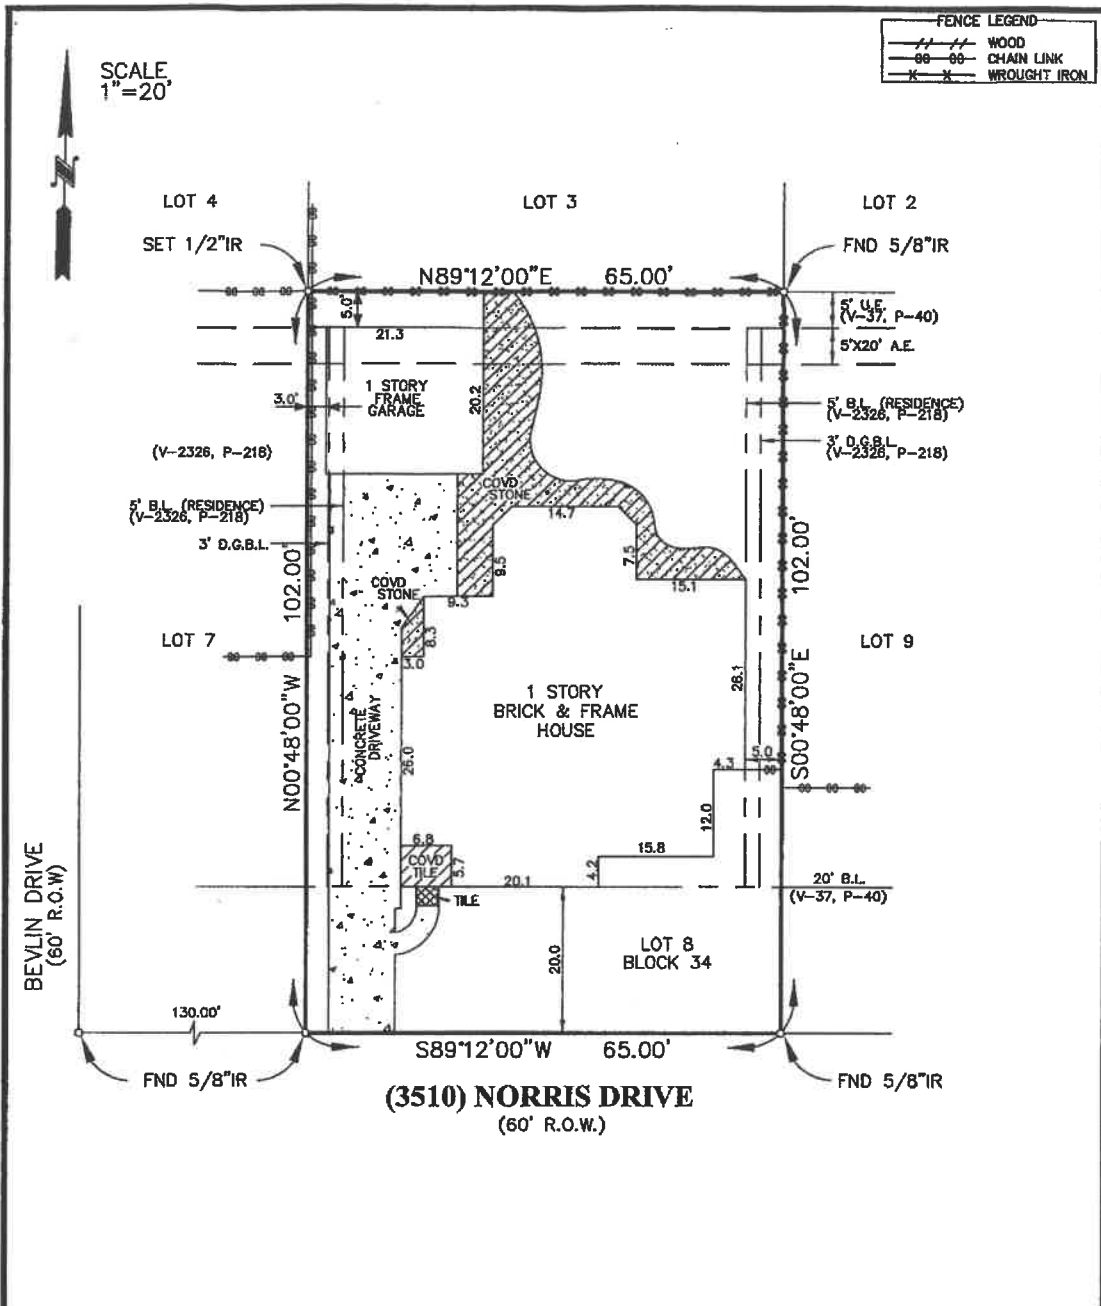 FENCE LEGEND
WOOD
CHAIN LINK
WROUGHT IRON
SCALE
1"=20'
N
LOT 4
LOT 3
LOT 2
SET 1/2"IR
FND 5/8"IR
N89°12'00"E 65.00'
5.0'
5' U.E.
(V-37, P-40)
5'X20' A.E.
21.3
1 STORY
FRAME
GARAGE
20.2
3.0'
5' B.L. (RESIDENCE)
(V-2326, P-218)
3' D.G.B.L.
(V-2326, P-218)
(V-2326, P-218)
5' B.L. (RESIDENCE)
(V-2326, P-218)
3' D.G.B.L.
COVD
STONE
14.7
9.5
7.5
15.1
9.3
COVD
STONE
8.3
3.0
N00°48'00"W 102.00'
S00°48'00"E 102.00'
LOT 7
LOT 9
1 STORY
BRICK & FRAME
HOUSE
26.1
CONCRETE
DRIVEWAY
26.0
5.0
4.3
12.0
15.8
4.2
6.8
COVD
TILE
5.7
20.1
TILE
20' B.L.
(V-37, P-40)
BEVLIN DRIVE
(60' R.O.W)
20.0
LOT 8
BLOCK 34
130.00'
S89°12'00"W 65.00'
FND 5/8"IR
FND 5/8"IR
(3510) NORRIS DRIVE
(60' R.O.W.)